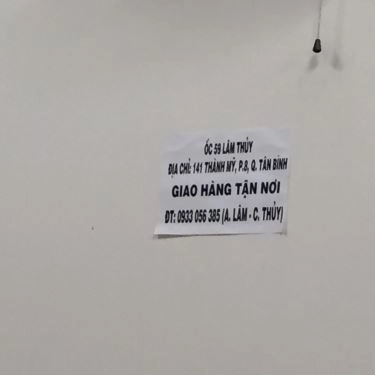 ỐC 59 LÂM THỦY
ĐỊA CHỈ: 141 THÀNH MỸ, P.8, Q. TÂN BÌNH
GIAO HÀNG TẬN NƠI
ĐT: 0933 056 385 (A. LÂM - C. THỦY)